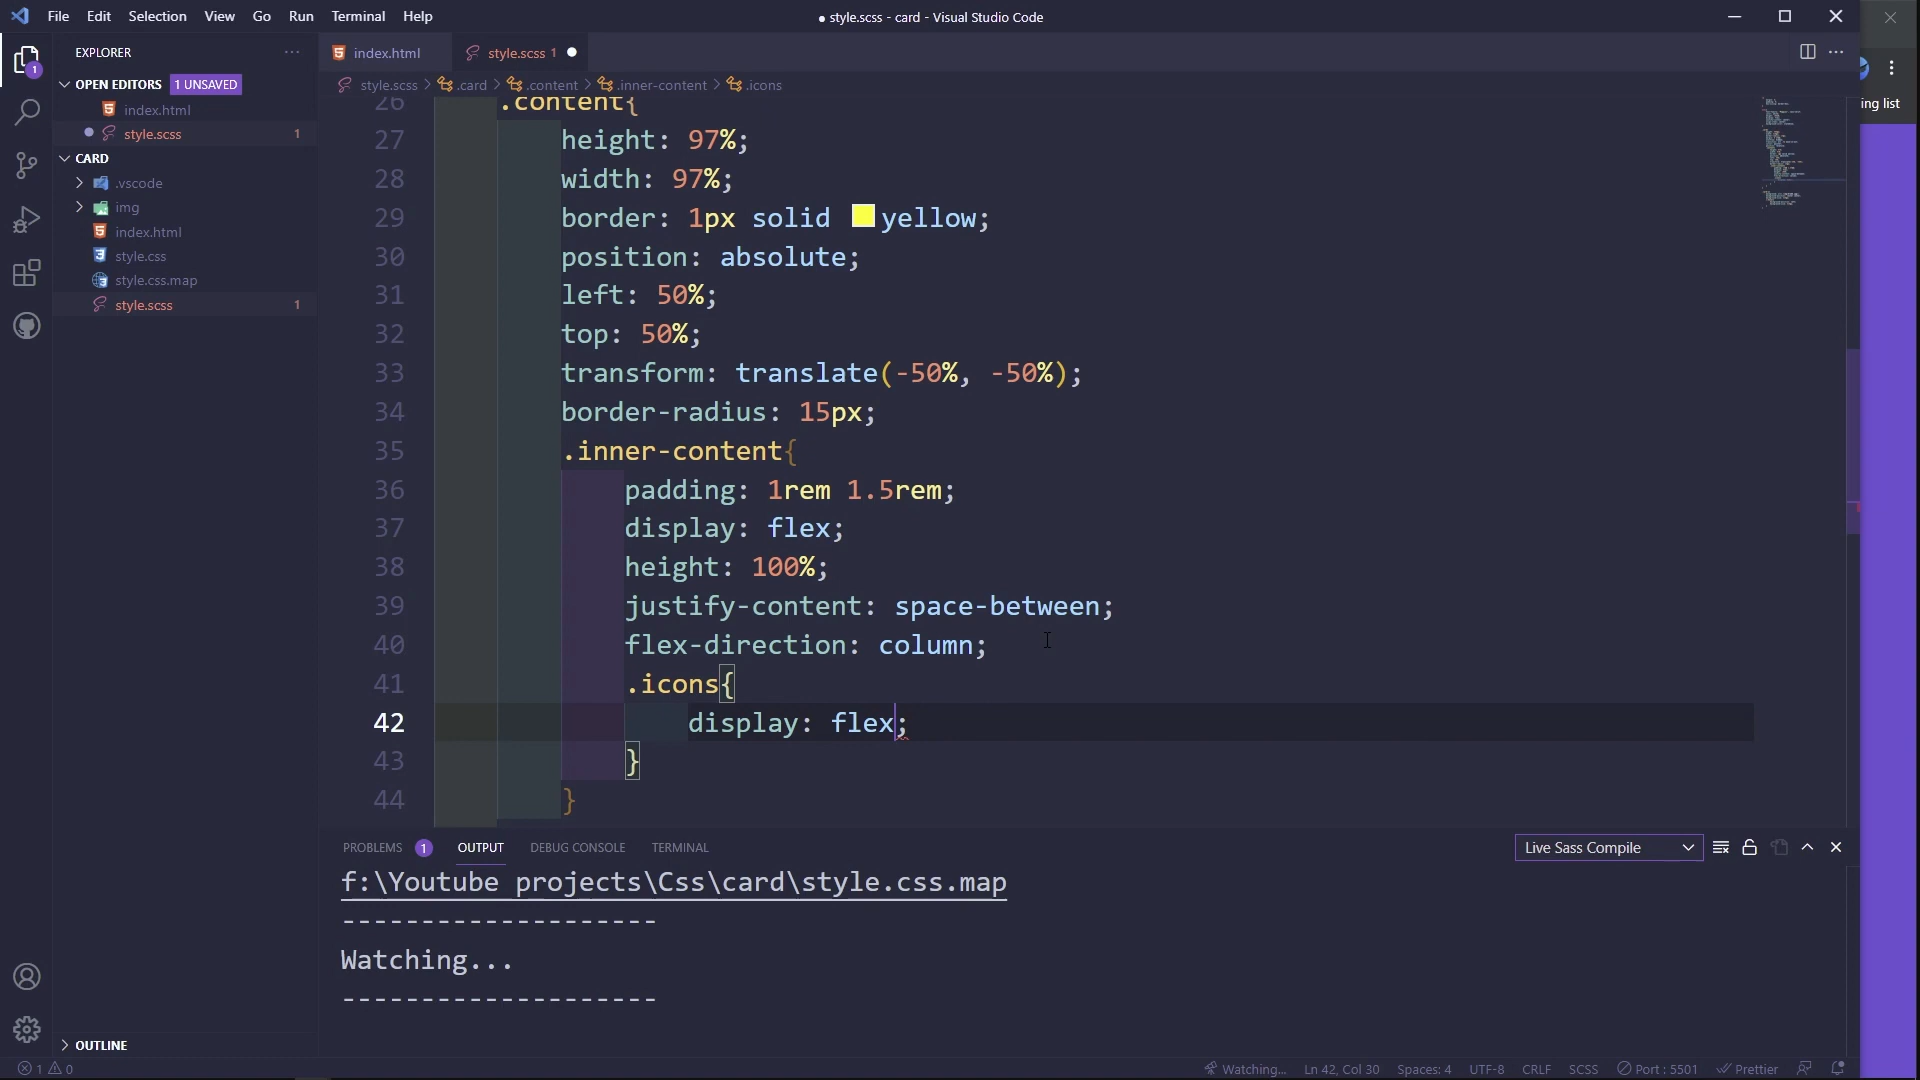 File Edit Selection View Go Run Terminal Help
● style.scss - card - Visual Studio Code
EXPLORER
index.html
style.scss 1
OPEN EDITORS 1 UNSAVED
index.html
style.scss 1
CARD
.vscode
img
index.html
style.css
style.css.map
style.scss 1
OUTLINE
style.scss > .card > .content > .inner-content > .icons
26 .content{
27 height: 97%;
28 width: 97%;
29 border: 1px solid yellow;
30 position: absolute;
31 left: 50%;
32 top: 50%;
33 transform: translate(-50%, -50%);
34 border-radius: 15px;
35 .inner-content{
36 padding: 1rem 1.5rem;
37 display: flex;
38 height: 100%;
39 justify-content: space-between;
40 flex-direction: column;
41 .icons{
42 display: flex;
43 }
44 }
ing list
PROBLEMS 1 OUTPUT DEBUG CONSOLE TERMINAL
Live Sass Compile
f:\Youtube projects\Css\card\style.css.map
--------------------
Watching...
--------------------
1 0
Watching... Ln 42, Col 30 Spaces: 4 UTF-8 CRLF SCSS Port : 5501 Prettier
1